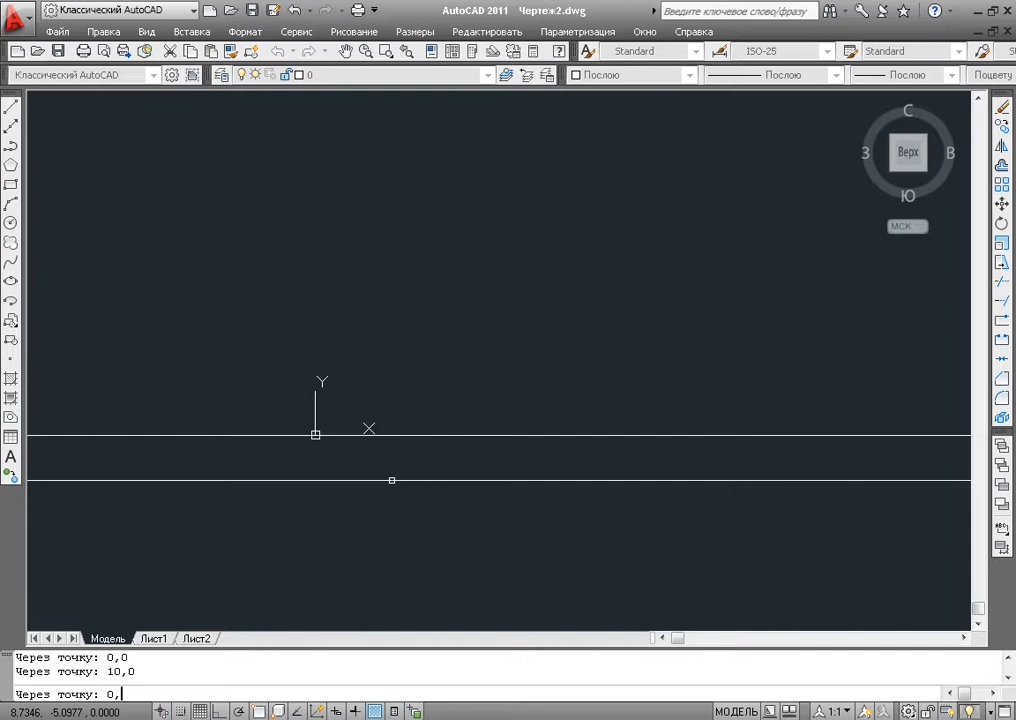 Классический AutoCAD
AutoCAD 2011 Чертеж2.dwg
Введите ключевое слово/фразу
Файл Правка Вид Вставка Формат Сервис Рисование Размеры Редактировать Параметризация Окно Справка
Standard ISO-25 Standard
Классический AutoCAD 0 Послою Послою Послою Поцвету
С
З Верх В
Ю
МСК
Y
X
Модель Лист1 Лист2
Через точку: 0,0
Через точку: 10,0
Через точку: 0,
8.7346, -5.0977, 0.0000 МОДЕЛЬ 1:1